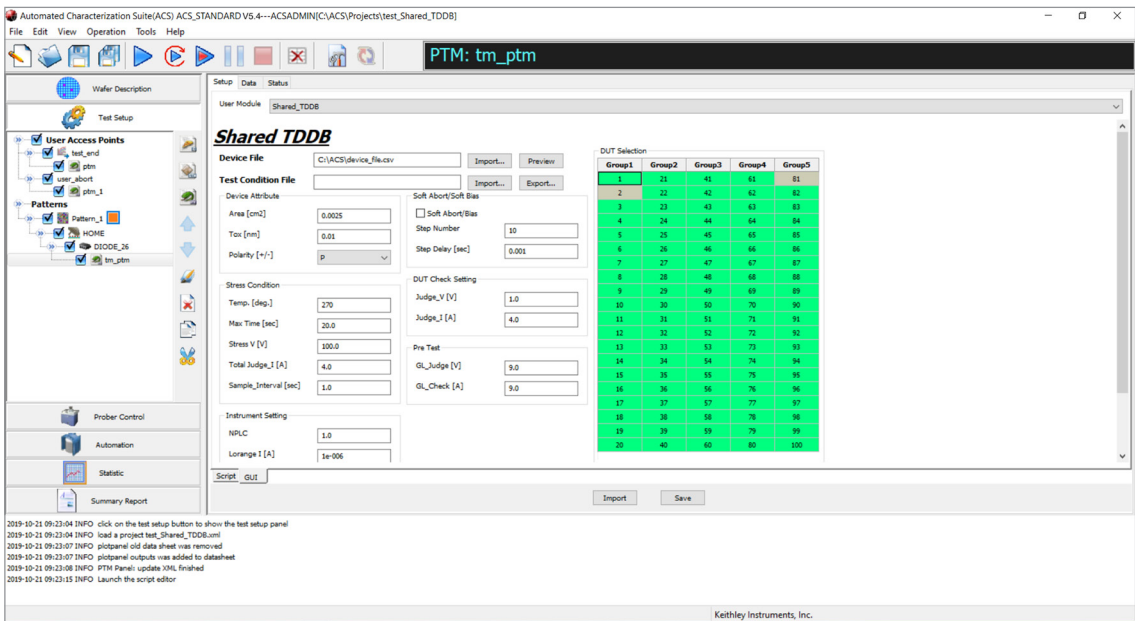 Automated Characterization Suite(ACS) ACS_STANDARD V5.4---ACSADMIN[C:\ACS\Projects\test_Shared_TDDB]
File Edit View Operation Tools Help
PTM: tm_ptm
Wafer Description
Test Setup
User Access Points
test_end
ptm
user_abort
ptm_1
Patterns
Pattern_1
HOME
DIODE_26
tm_ptm
Prober Control
Automation
Statistic
Summary Report
Setup Data Status
User Module Shared_TDDB
Shared TDDB
Device File C:\ACS\device_file.csv Import... Preview
Test Condition File Import... Export...
Device Attribute
Area [cm2] 0.0025
Tox [nm] 0.01
Polarity [+/-] P
Stress Condition
Temp. [deg.] 270
Max Time [sec] 20.0
Stress V [V] 100.0
Total Judge_I [A] 4.0
Sample_Interval [sec] 1.0
Instrument Setting
NPLC 1.0
Lorange I [A] 1e-006
Soft Abort/Soft Bias
Soft Abort/Bias
Step Number 10
Step Delay [sec] 0.001
DUT Check Setting
Judge_V [V] 1.0
Judge_I [A] 4.0
Pre Test
GL_Judge [V] 9.0
GL_Check [A] 9.0
DUT Selection
Group1 Group2 Group3 Group4 Group5
1 21 41 61 81
2 22 42 62 82
3 23 43 63 83
4 24 44 64 84
5 25 45 65 85
6 26 46 66 86
7 27 47 67 87
8 28 48 68 88
9 29 49 69 89
10 30 50 70 90
11 31 51 71 91
12 32 52 72 92
13 33 53 73 93
14 34 54 74 94
15 35 55 75 95
16 36 56 76 96
17 37 57 77 97
18 38 58 78 98
19 39 59 79 99
20 40 60 80 100
Script GUI
Import Save
2019-10-21 09:23:04 INFO click on the test setup button to show the test setup panel
2019-10-21 09:23:04 INFO load a project test_Shared_TDDB.xml
2019-10-21 09:23:07 INFO plotpanel old data sheet was removed
2019-10-21 09:23:07 INFO plotpanel outputs was added to datasheet
2019-10-21 09:23:08 INFO PTM Panel: update XML finished
2019-10-21 09:23:15 INFO Launch the script editor
Keithley Instruments, Inc.